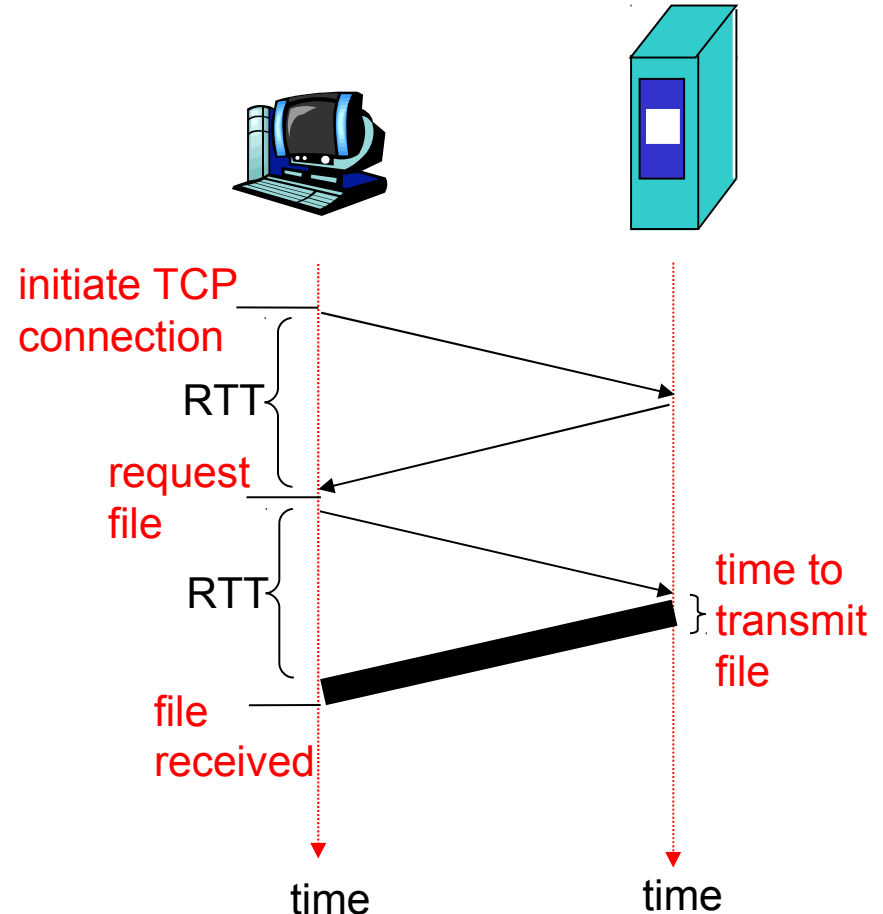 initiate TCP
connection
RTT
request
file
RTT
time to
transmit
file
file
received
time
time